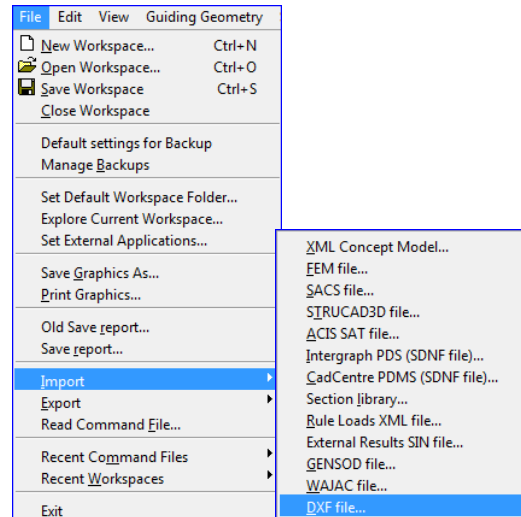 File Edit View Guiding Geometry
New Workspace... Ctrl+N
Open Workspace... Ctrl+O
Save Workspace Ctrl+S
Close Workspace
Default settings for Backup
Manage Backups
Set Default Workspace Folder...
Explore Current Workspace...
Set External Applications...
Save Graphics As...
Print Graphics...
Old Save report...
Save report...
Import
Export
Read Command File...
Recent Command Files
Recent Workspaces
Exit
XML Concept Model...
FEM file...
SACS file...
STRUCAD3D file...
ACIS SAT file...
Intergraph PDS (SDNF file)...
CadCentre PDMS (SDNF file)...
Section library...
Rule Loads XML file...
External Results SIN file...
GENSOD file...
WAJAC file...
DXF file...